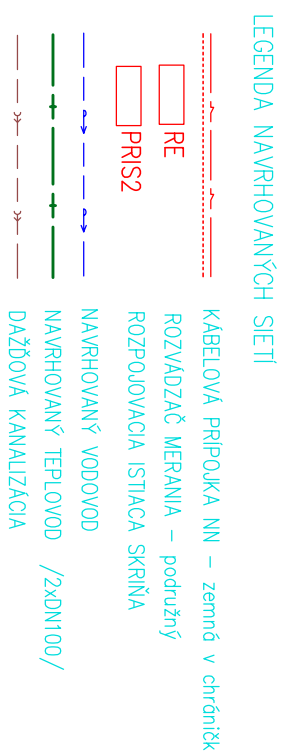 LEGENDA NAVRHOVANÝCH SIETÍ
KÁBELOVÁ PRÍPOJKA NN – zemná v chráničk
RE
ROZVÁDZAČ MERANIA – podružný
PRIS2
ROZPOJOVACIA ISTIACA SKRIŇA
NAVRHOVANÝ VODOVOD
NAVRHOVANÝ TEPLOVOD /2xDN100/
DAŽĎOVÁ KANALIZÁCIA